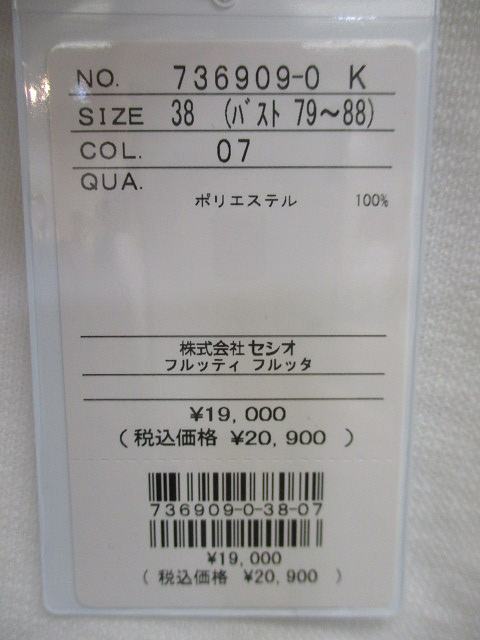 NO. 736909-0 K
SIZE 38 (バスト 79〜88)
COL. 07
QUA.
ポリエステル 100%
株式会社セシオ
フルッティ フルッタ
¥19,000
(税込価格 ¥20,900 )
736909-0-38-07
¥19,000
(税込価格 ¥20,900 )